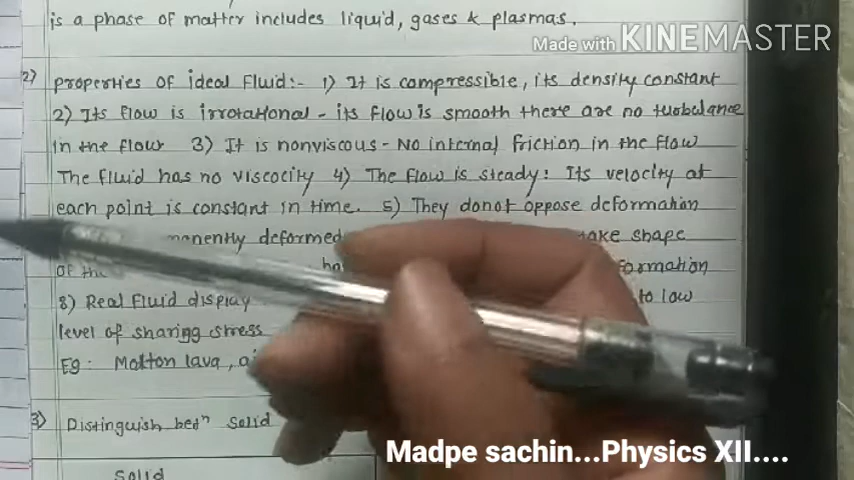 is a phase of matter includes liquid, gases & plasmas.
Made with KINEMASTER
2) properties of ideal Fluid:- 1) It is compressible, its density constant
2) Its flow is irrotational - its flow is smooth there are no turbulance
in the flow 3) It is nonviscous - No internal friction in the flow
The fluid has no viscocity 4) The flow is steady: Its velocity at
each point is constant in time. 5) They donot oppose deformation
deformed take shape
of the
8) Real Fluid display to low
level of sharing stress
Eg. Molton lava,
3) Distinguish betn solid
Solid
Madpe sachin...Physics XII....